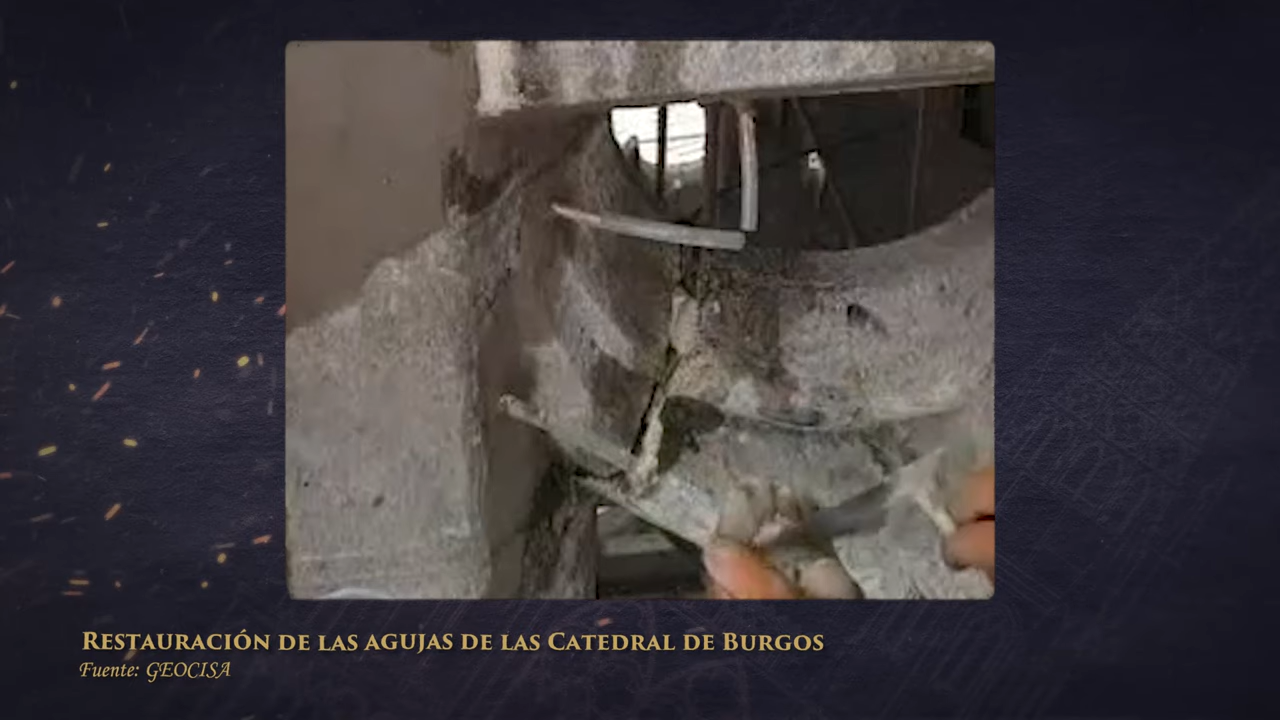 Restauración de las agujas de las Catedral de Burgos
Fuente: GEOCISA